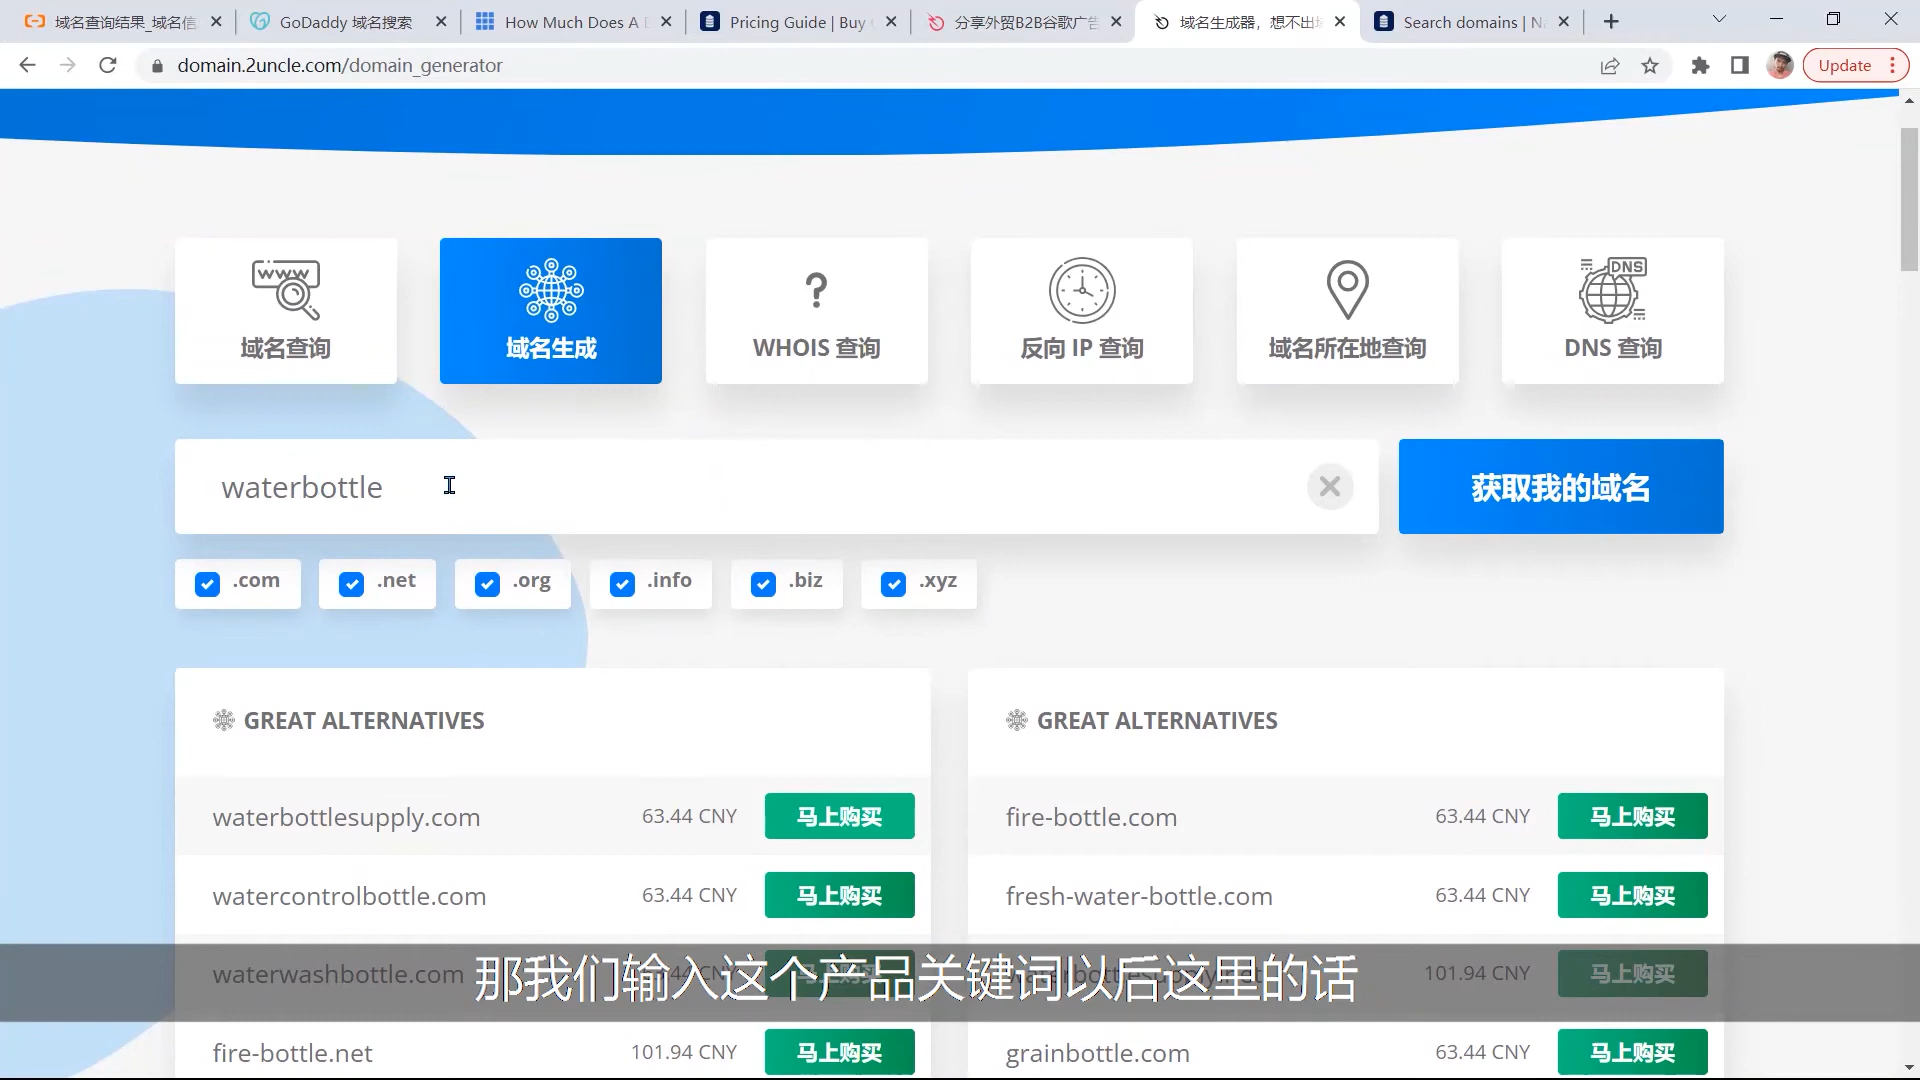 域名查询结果_域名信
GoDaddy 域名搜索
How Much Does A
Pricing Guide | Buy
分享外贸B2B谷歌广告
域名生成器，想不出
Search domains |
domain.2uncle.com/domain_generator
Update
域名查询
域名生成
WHOIS 查询
反向 IP 查询
域名所在地查询
DNS
DNS 查询
www
?
waterbottle
获取我的域名
.com
.net
.org
.info
.biz
.xyz
GREAT ALTERNATIVES
waterbottlesupply.com 63.44 CNY 马上购买
watercontrolbottle.com 63.44 CNY 马上购买
waterwashbottle.com 马上购买
fire-bottle.net 101.94 CNY 马上购买
GREAT ALTERNATIVES
fire-bottle.com 63.44 CNY 马上购买
fresh-water-bottle.com 63.44 CNY 马上购买
101.94 CNY 马上购买
grainbottle.com 63.44 CNY 马上购买
那我们输入这个产品关键词以后这里的话